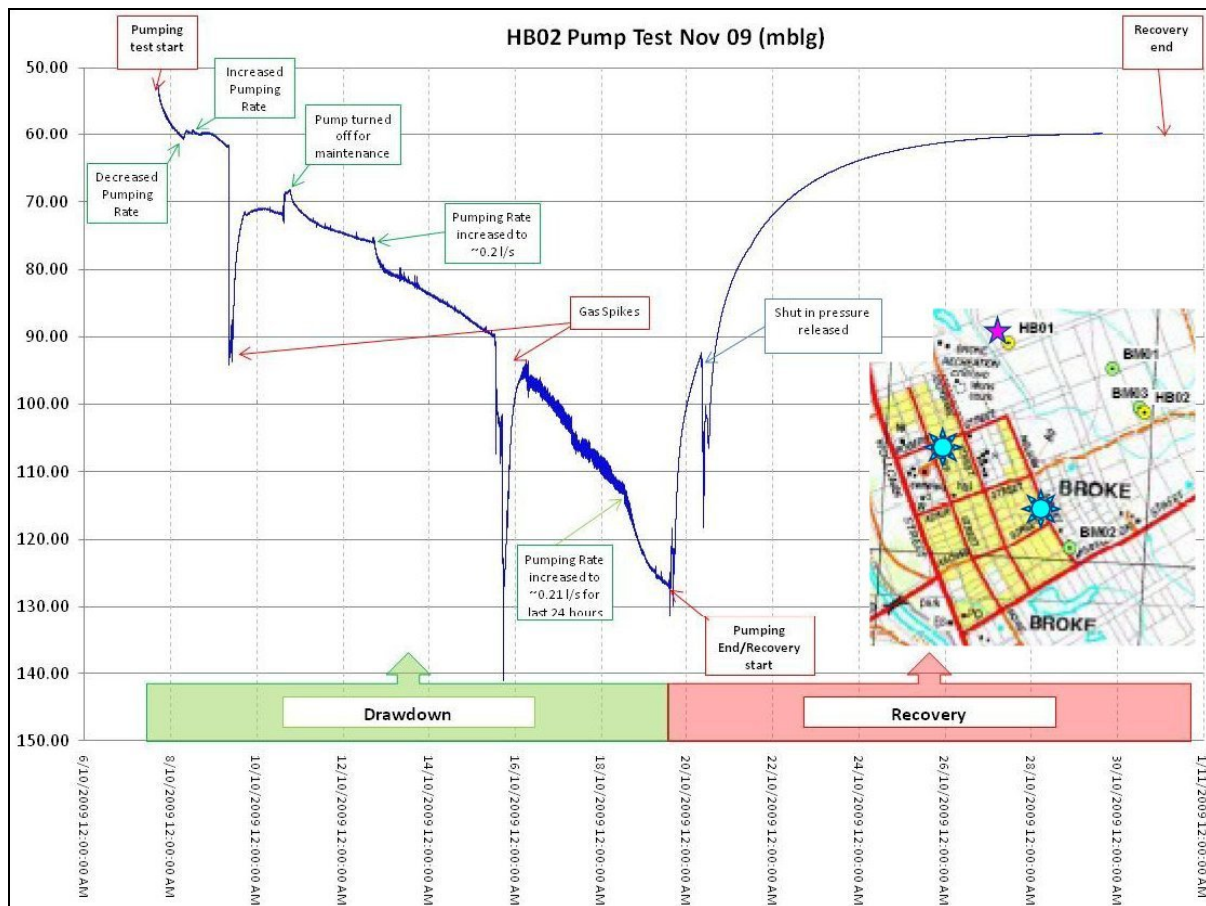 HB02 Pump Test Nov 09 (mblg)
Pumping
test start
Increased
Pumping
Rate
Decreased
Pumping
Rate
Pump turned
off for
maintenance
Pumping Rate
increased to
~0.2 l/s
Gas Spikes
Pumping Rate
increased to
~0.21 l/s for
last 24 hours
Pumping
End/Recovery
start
Shut in pressure
released
Recovery
end
50.00
60.00
70.00
80.00
90.00
100.00
110.00
120.00
130.00
140.00
150.00
HB01
BROKE
RECREATION
GROUND
BM01
BM03
HB02
BROKE
STREET
BM02
STREET
STREET
park
BROKE
Drawdown
Recovery
6/10/2009 12:00:00 AM
8/10/2009 12:00:00 AM
10/10/2009 12:00:00 AM
12/10/2009 12:00:00 AM
14/10/2009 12:00:00 AM
16/10/2009 12:00:00 AM
18/10/2009 12:00:00 AM
20/10/2009 12:00:00 AM
22/10/2009 12:00:00 AM
24/10/2009 12:00:00 AM
26/10/2009 12:00:00 AM
28/10/2009 12:00:00 AM
30/10/2009 12:00:00 AM
1/11/2009 12:00:00 AM